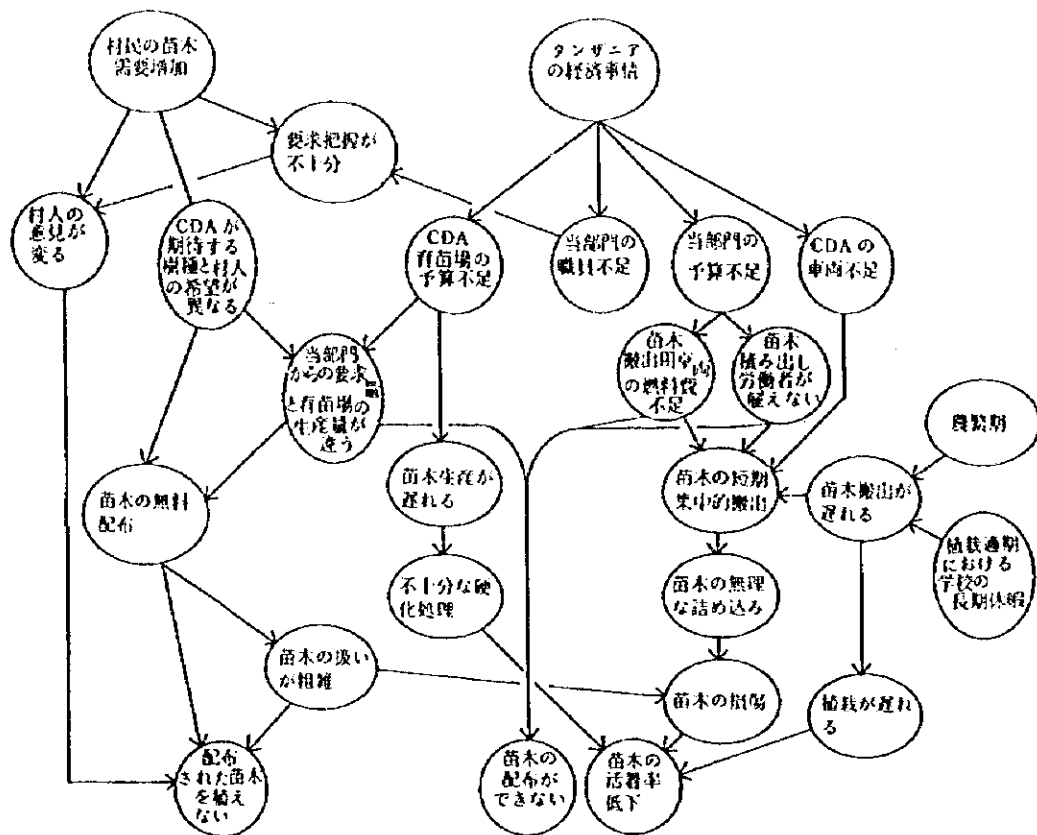 村民の苗木
需要増加
タンザニア
の経済事情
要求把握が
不十分
村人の
意見が
変る
CDAが
期待する
樹種と村人
の希望が
異なる
CDA
育苗場の
予算不足
当部門の
職員不足
当部門の
予算不足
CDAの
車両不足
当部門
からの要求
と育苗場の
生産量が
違う
苗木
搬出用車両
の燃料費
不足
苗木
積み出し
労働者が
雇えない
農繁期
苗木の無料
配布
苗木生産が
遅れる
苗木の短期
集中的搬出
苗木搬出が
遅れる
植栽適期
における
学校の
長期休暇
不十分な硬
化処理
苗木の無理
な詰め込み
苗木の扱い
が粗雑
苗木の損傷
植栽が遅れ
る
配布
された苗木
を植え
ない
苗木の
配布が
できない
苗木の
活着率
低下